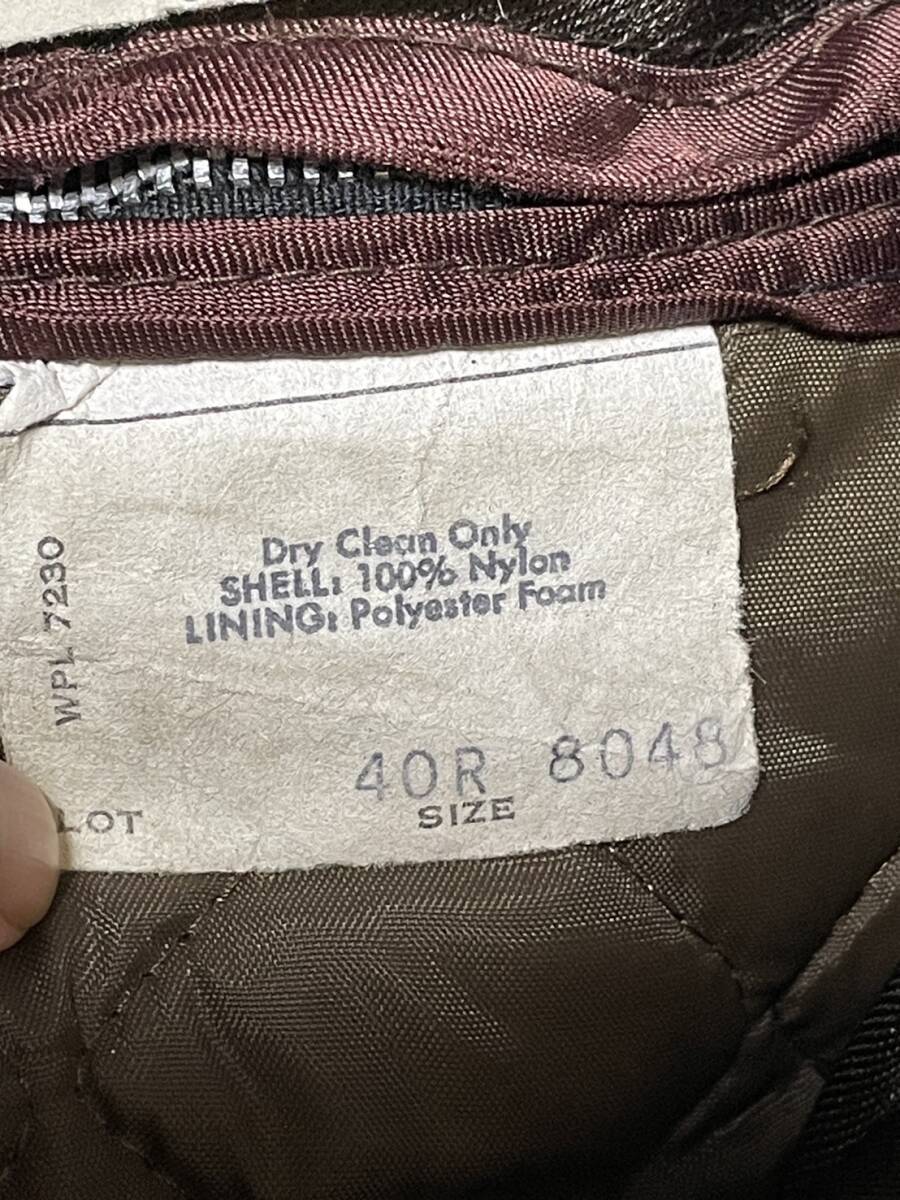 Dry Clean Only
SHELL: 100% Nylon
LINING: Polyester Foam
WPL 7230
40R 8048
LOT SIZE